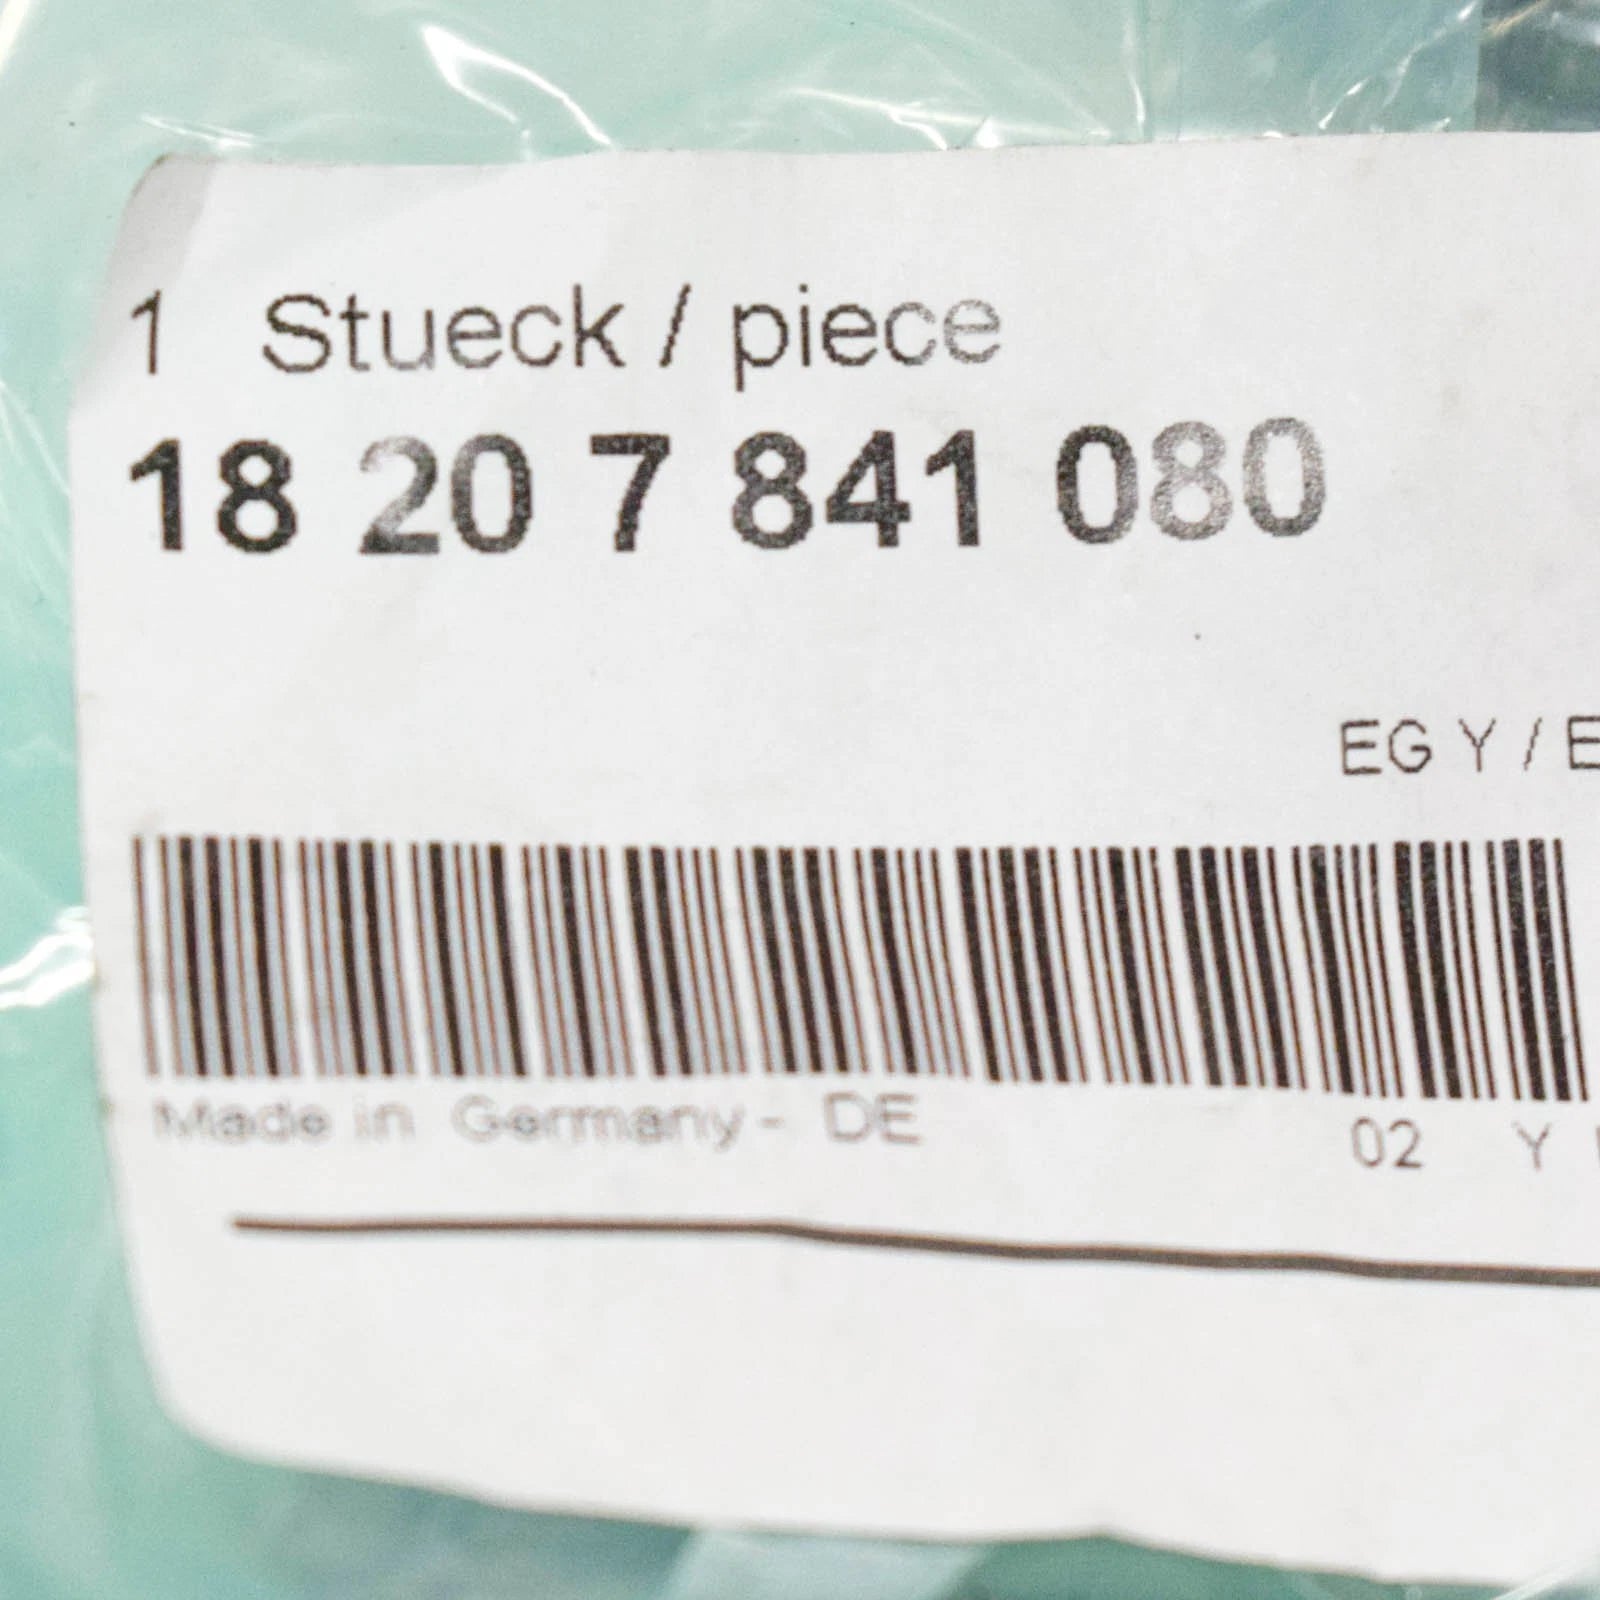 1 Stueck / piece
18 20 7 841 080
EG Y / E
Made in Germany - DE
02 Y